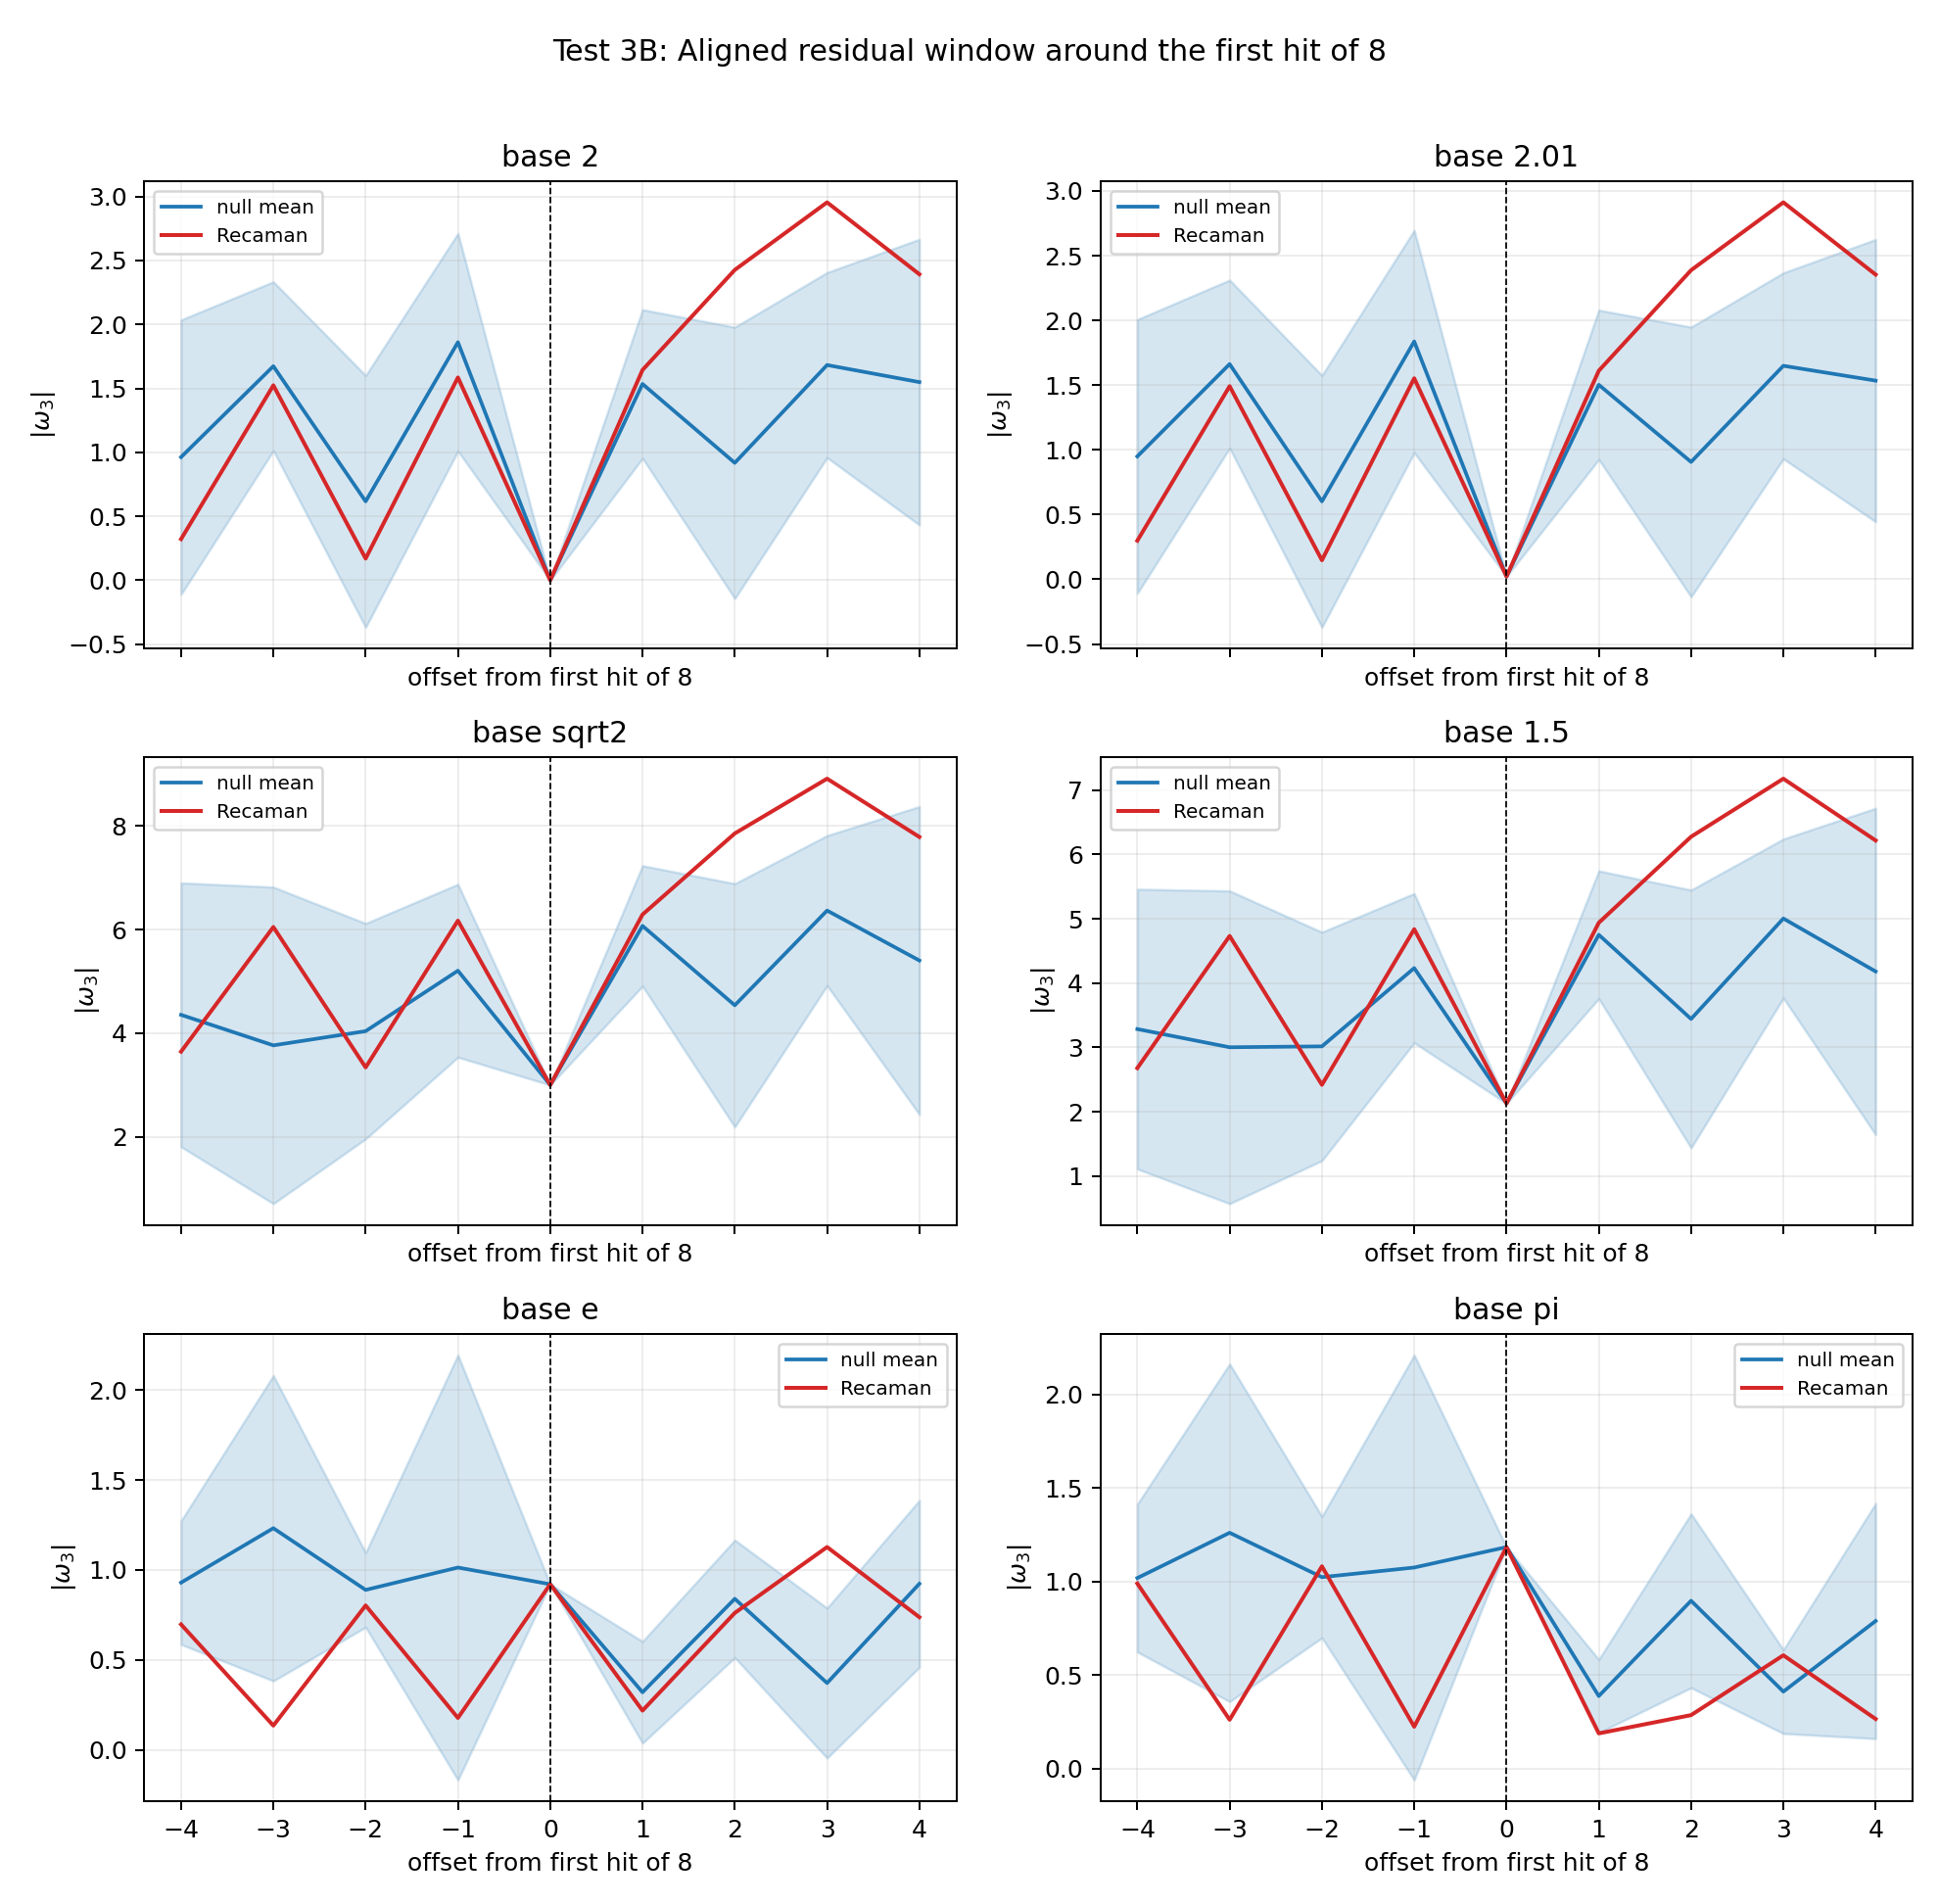 Test 3B: Aligned residual window around the first hit of 8
base 2
3.0
2.5
2.0
1.5
1.0
0.5
0.0
−0.5
|ω3|
null mean
Recaman
offset from first hit of 8
base 2.01
3.0
2.5
2.0
1.5
1.0
0.5
0.0
−0.5
|ω3|
null mean
Recaman
offset from first hit of 8
base sqrt2
8
6
4
2
|ω3|
null mean
Recaman
offset from first hit of 8
base 1.5
7
6
5
4
3
2
1
|ω3|
null mean
Recaman
offset from first hit of 8
base e
2.0
1.5
1.0
0.5
0.0
|ω3|
null mean
Recaman
−4 −3 −2 −1 0 1 2 3 4
offset from first hit of 8
base pi
2.0
1.5
1.0
0.5
0.0
|ω3|
null mean
Recaman
−4 −3 −2 −1 0 1 2 3 4
offset from first hit of 8